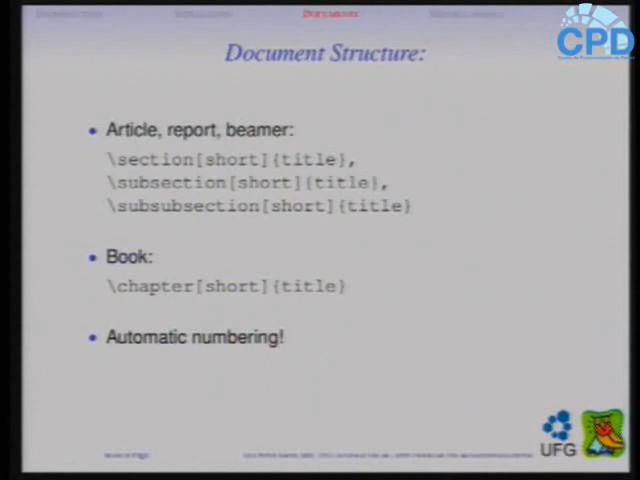 DOCUMENTS
CPD
Document Structure:
• Article, report, beamer:
\section[short]{title},
\subsection[short]{title},
\subsubsection[short]{title}
• Book:
\chapter[short]{title}
• Automatic numbering!
UFG